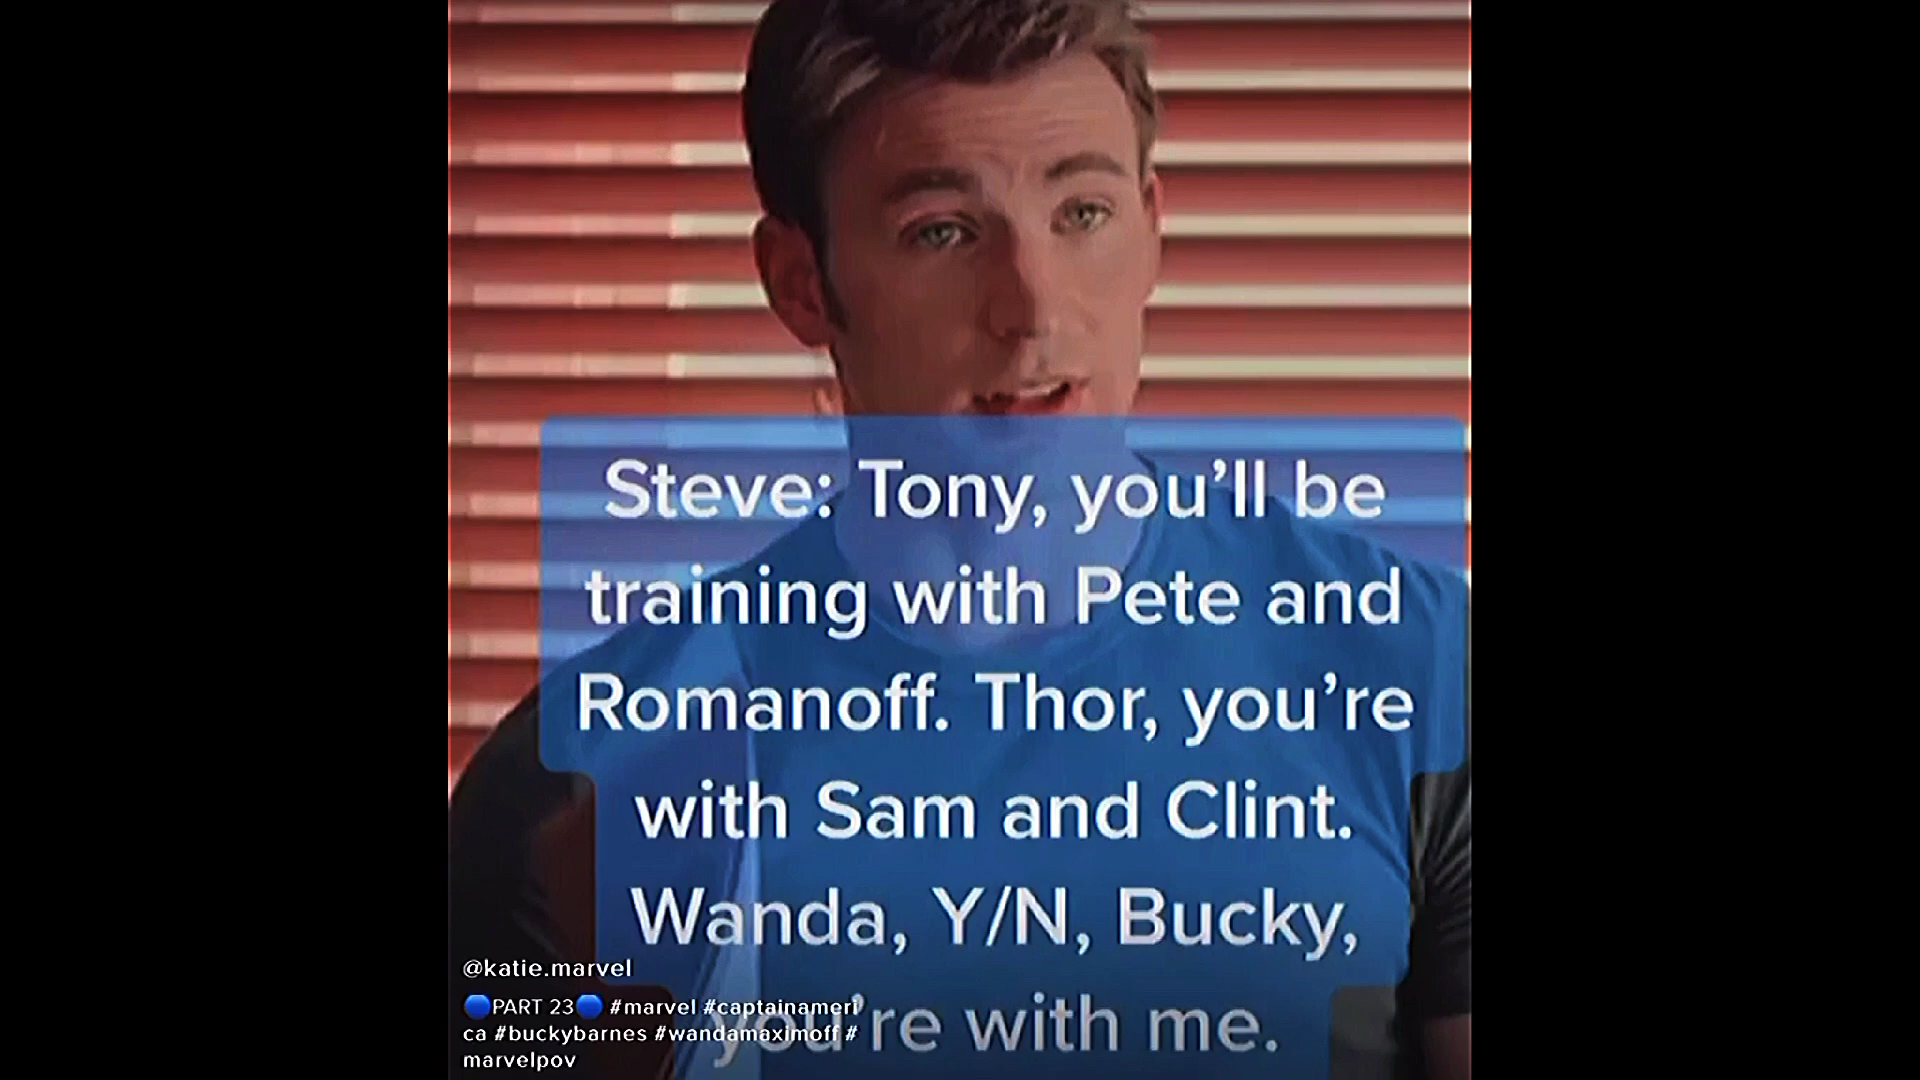 Steve: Tony, you'll be
training with Pete and
Romanoff. Thor, you're
with Sam and Clint.
Wanda, Y/N, Bucky,
you're with me.
@katie.marvel
🔵PART 23🔵 #marvel #captainameri
ca #buckybarnes #wandamaximoff #
marvelpov